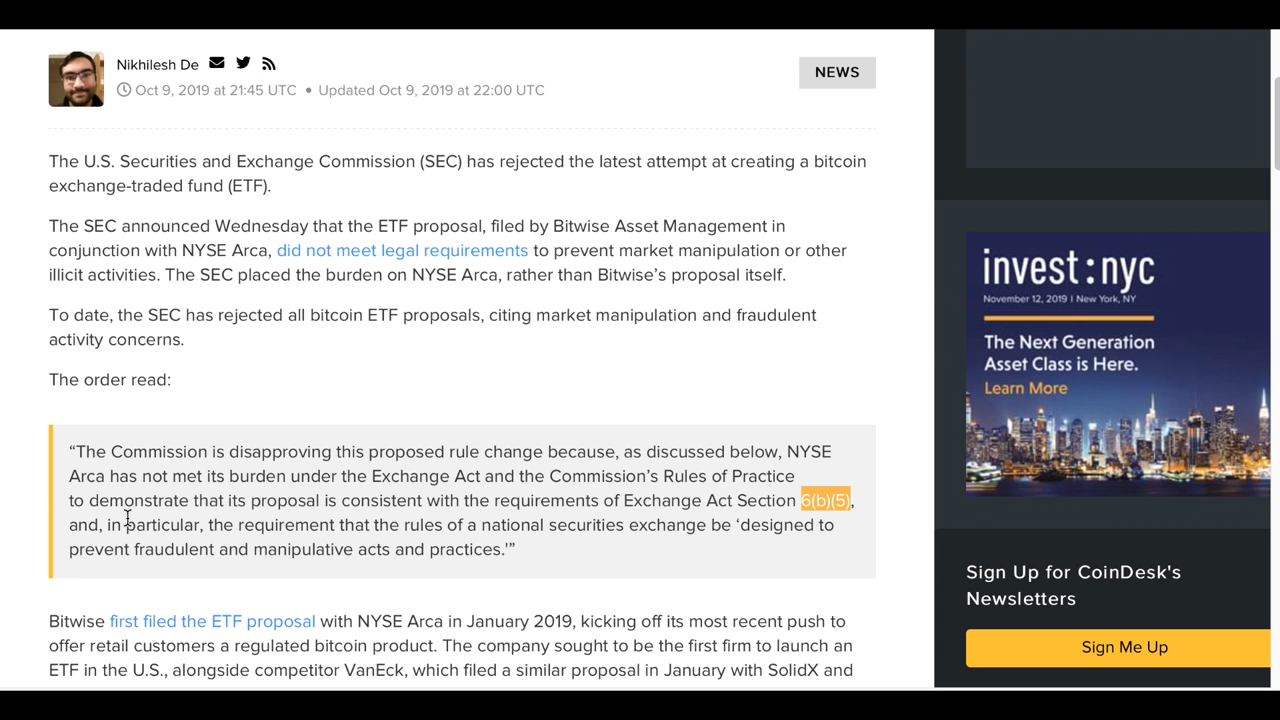 Nikhilesh De
NEWS
Oct 9, 2019 at 21:45 UTC • Updated Oct 9, 2019 at 22:00 UTC
The U.S. Securities and Exchange Commission (SEC) has rejected the latest attempt at creating a bitcoin
exchange-traded fund (ETF).
The SEC announced Wednesday that the ETF proposal, filed by Bitwise Asset Management in
conjunction with NYSE Arca, did not meet legal requirements to prevent market manipulation or other
illicit activities. The SEC placed the burden on NYSE Arca, rather than Bitwise’s proposal itself.
To date, the SEC has rejected all bitcoin ETF proposals, citing market manipulation and fraudulent
activity concerns.
The order read:
“The Commission is disapproving this proposed rule change because, as discussed below, NYSE
Arca has not met its burden under the Exchange Act and the Commission’s Rules of Practice
to demonstrate that its proposal is consistent with the requirements of Exchange Act Section 6(b)(5),
and, in particular, the requirement that the rules of a national securities exchange be ‘designed to
prevent fraudulent and manipulative acts and practices.'”
Bitwise first filed the ETF proposal with NYSE Arca in January 2019, kicking off its most recent push to
offer retail customers a regulated bitcoin product. The company sought to be the first firm to launch an
ETF in the U.S., alongside competitor VanEck, which filed a similar proposal in January with SolidX and
invest:nyc
November 12, 2019 | New York, NY
The Next Generation
Asset Class is Here.
Learn More
Sign Up for CoinDesk's
Newsletters
Sign Me Up